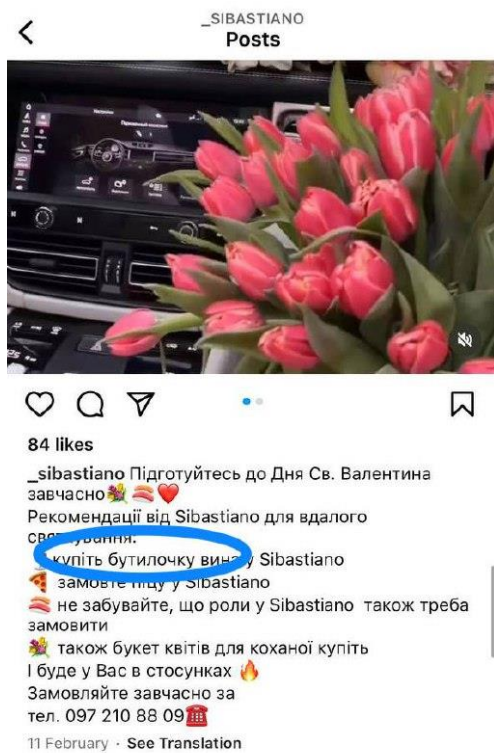 _SIBASTIANO
Posts
84 likes
_sibastiano Підготуйтесь до Дня Св. Валентина
завчасно💐🍣❤️
Рекомендації від Sibastiano для вдалого
святкування:
купіть бутилочку вина у Sibastiano
🍕 замовте піцу у Sibastiano
🍣 не забувайте, що роли у Sibastiano також треба
замовити
💐 також букет квітів для коханої купіть
І буде у Вас в стосунках 🔥
Замовляйте завчасно за
тел. 097 210 88 09☎️
11 February · See Translation